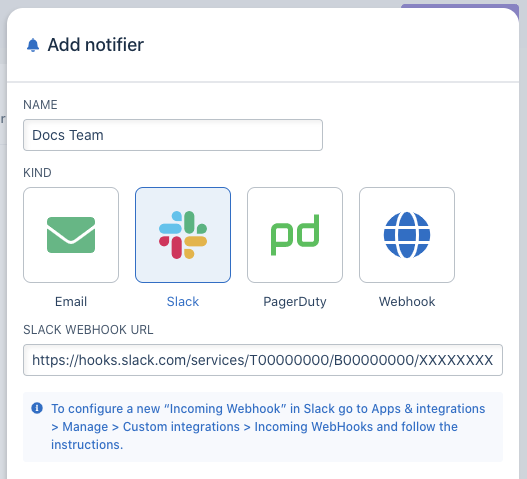 Add notifier
NAME
Docs Team
KIND
pd
Email
Slack
PagerDuty
Webhook
SLACK WEBHOOK URL
https://hooks.slack.com/services/T00000000/B00000000/XXXXXXXX
To configure a new “Incoming Webhook” in Slack go to Apps & integrations
> Manage > Custom integrations > Incoming WebHooks and follow the
instructions.